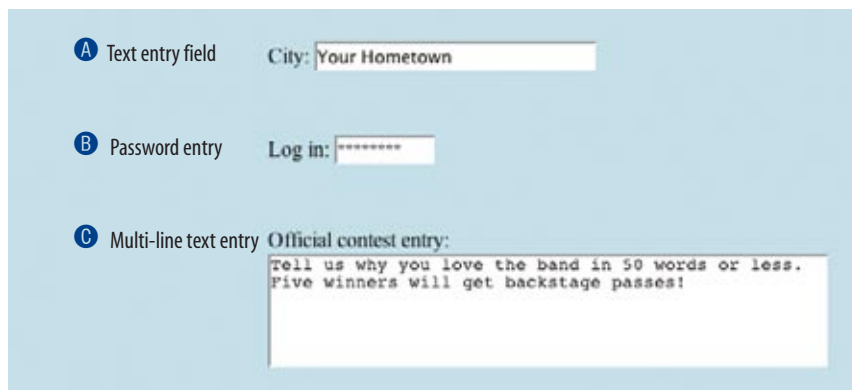 A Text entry field City: Your Hometown
B Password entry Log in: ********
C Multi-line text entry Official contest entry:
Tell us why you love the band in 50 words or less.
Five winners will get backstage passes!